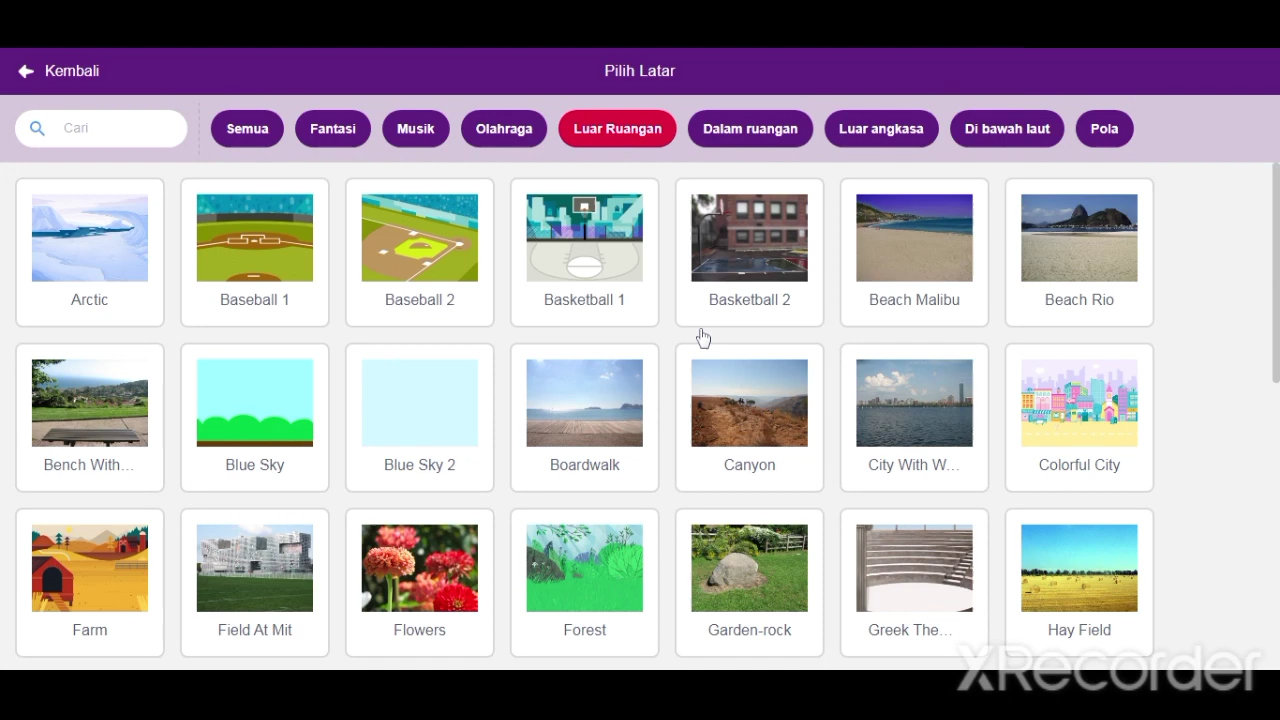 Kembali
Pilih Latar
Cari
Semua
Fantasi
Musik
Olahraga
Luar Ruangan
Dalam ruangan
Luar angkasa
Di bawah laut
Pola
Arctic
Baseball 1
Baseball 2
Basketball 1
Basketball 2
Beach Malibu
Beach Rio
Bench With...
Blue Sky
Blue Sky 2
Boardwalk
Canyon
City With W...
Colorful City
Farm
Field At Mit
Flowers
Forest
Garden-rock
Greek The...
Hay Field
XRecorder